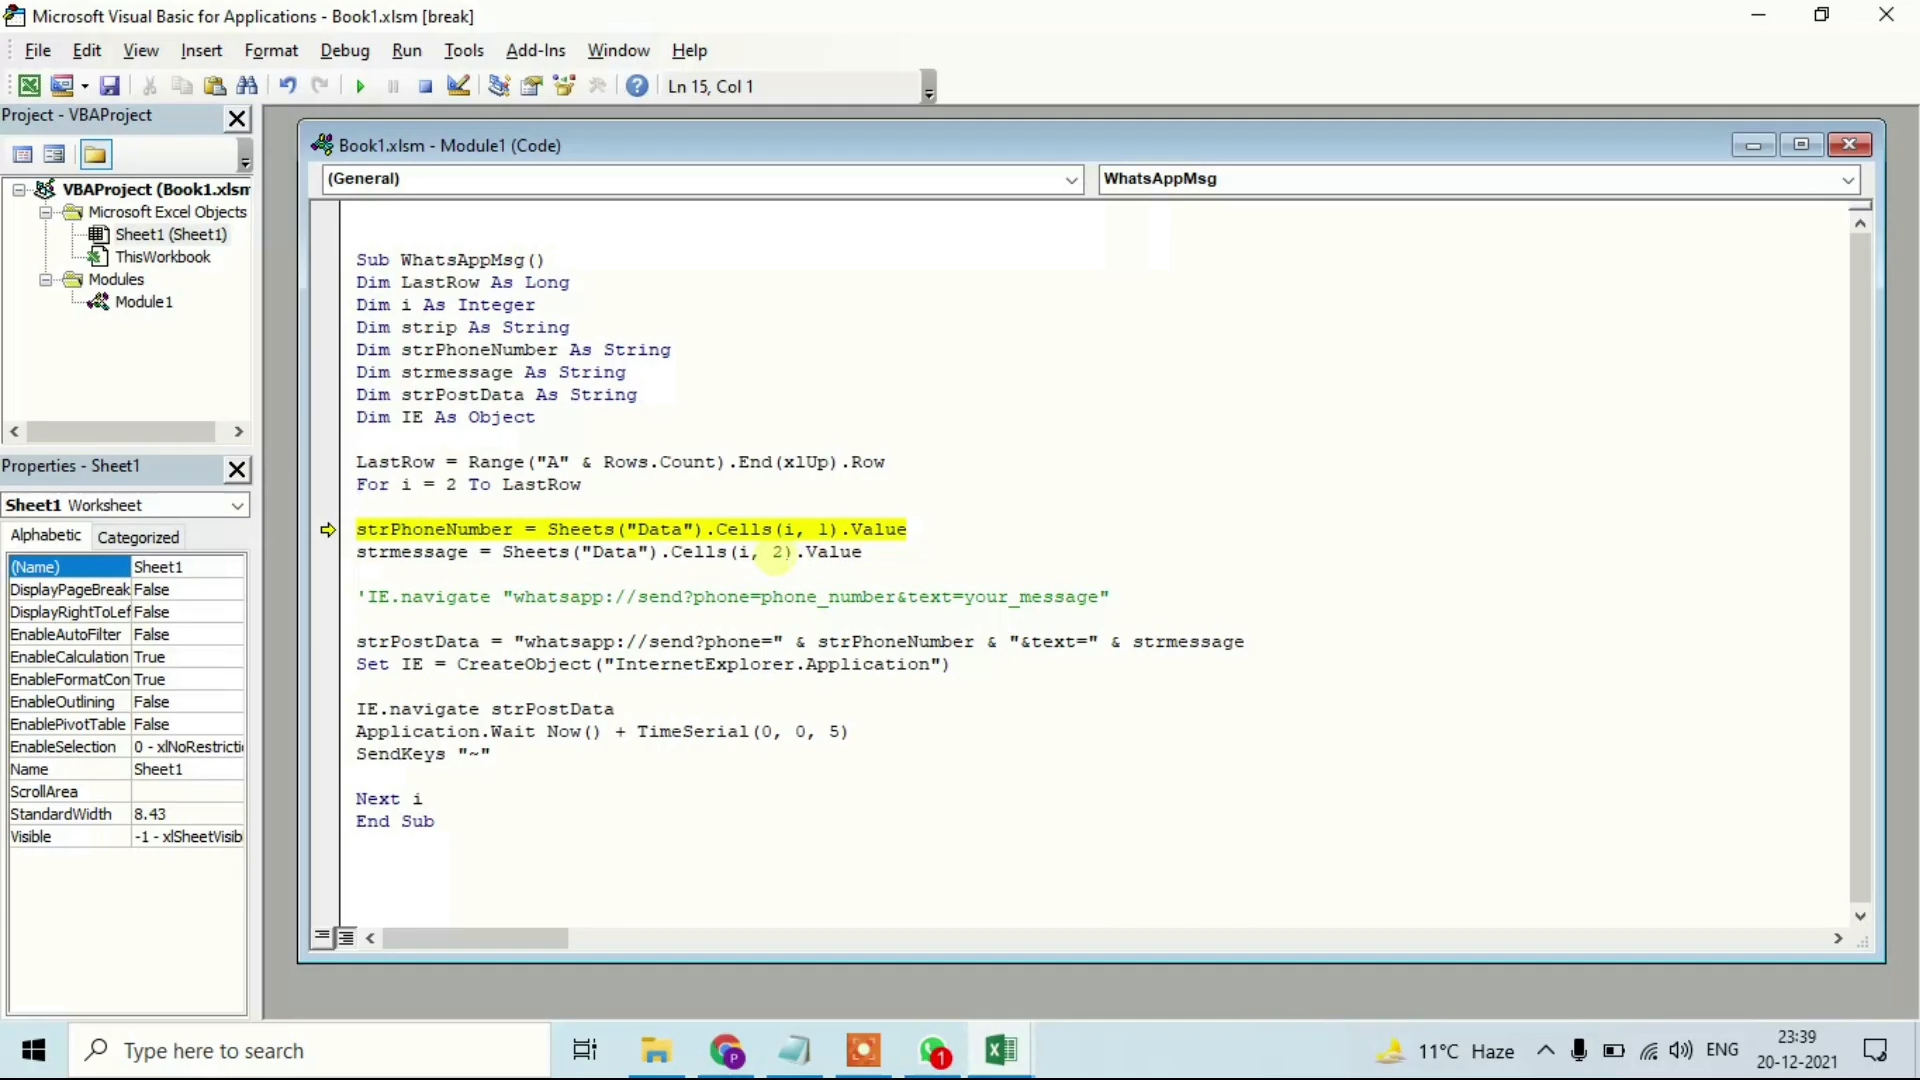 Microsoft Visual Basic for Applications - Book1.xlsm [break]
File Edit View Insert Format Debug Run Tools Add-Ins Window Help
Ln 15, Col 1
Project - VBAProject
VBAProject (Book1.xlsm
Microsoft Excel Objects
Sheet1 (Sheet1)
ThisWorkbook
Modules
Module1
Properties - Sheet1
Sheet1 Worksheet
Alphabetic Categorized
(Name) Sheet1
DisplayPageBreak False
DisplayRightToLef False
EnableAutoFilter False
EnableCalculation True
EnableFormatCon True
EnableOutlining False
EnablePivotTable False
EnableSelection 0 - xlNoRestricti
Name Sheet1
ScrollArea
StandardWidth 8.43
Visible -1 - xlSheetVisib
Book1.xlsm - Module1 (Code)
(General) WhatsAppMsg
Sub WhatsAppMsg()
Dim LastRow As Long
Dim i As Integer
Dim strip As String
Dim strPhoneNumber As String
Dim strmessage As String
Dim strPostData As String
Dim IE As Object
LastRow = Range("A" & Rows.Count).End(xlUp).Row
For i = 2 To LastRow
strPhoneNumber = Sheets("Data").Cells(i, 1).Value
strmessage = Sheets("Data").Cells(i, 2).Value
'IE.navigate "whatsapp://send?phone=phone_number&text=your_message"
strPostData = "whatsapp://send?phone=" & strPhoneNumber & "&text=" & strmessage
Set IE = CreateObject("InternetExplorer.Application")
IE.navigate strPostData
Application.Wait Now() + TimeSerial(0, 0, 5)
SendKeys "~"
Next i
End Sub
Type here to search
P
1
11°C Haze
ENG
23:39
20-12-2021